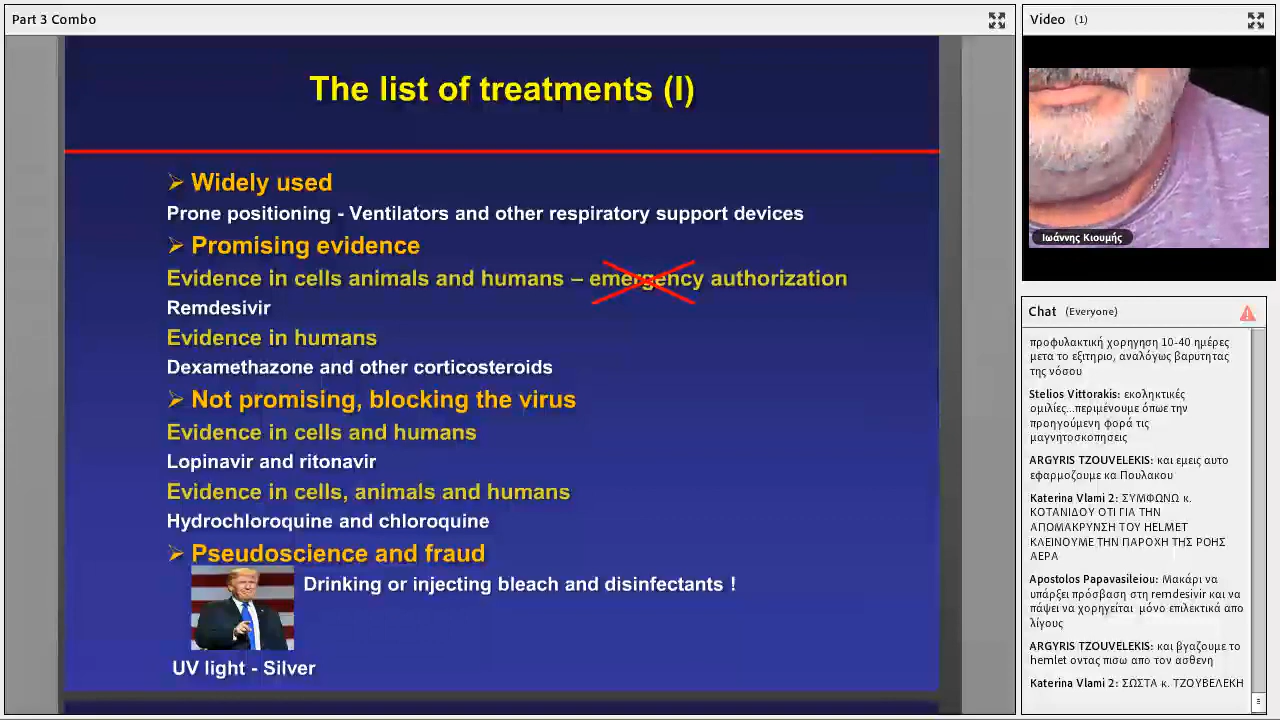 Part 3 Combo
The list of treatments (I)
Widely used
Prone positioning - Ventilators and other respiratory support devices
Promising evidence
Evidence in cells animals and humans – emergency authorization
Remdesivir
Evidence in humans
Dexamethazone and other corticosteroids
Not promising, blocking the virus
Evidence in cells and humans
Lopinavir and ritonavir
Evidence in cells, animals and humans
Hydrochloroquine and chloroquine
Pseudoscience and fraud
Drinking or injecting bleach and disinfectants !
UV light - Silver
Video (1)
Ιωάννης Κιουμής
Chat (Everyone)
προφυλακτική χορηγηση 10-40 ημέρες
μετα το εξιτηριο, αναλόγως βαρυτητας
της νόσου
Stelios Vittorakis: εκοληκτικές
ομιλίες...περιμένουμε όπωε την
προηγούμενη φορά τις
μαγνητοσκοπησεις
ARGYRIS TZOUVELEKIS: και εμεις αυτο
εφαρμοζουμε κα Πουλακου
Katerina Vlami 2: ΣΥΜΦΩΝΩ κ.
ΚΟΤΑΝΙΔΟΥ ΟΤΙ ΓΙΑ ΤΗΝ
ΑΠΟΜΑΚΡΥΝΣΗ ΤΟΥ HELMET
ΚΛΕΙΝΟΥΜΕ ΤΗΝ ΠΑΡΟΧΗ ΤΗΣ ΡΟΗΣ
ΑΕΡΑ
Apostolos Papavasileiou: Μακάρι να
υπάρξει πρόσβαση στη remdesivir και να
πάψει να χορηγείται μόνο επιλεκτικά απο
λίγους
ARGYRIS TZOUVELEKIS: και βγαζουμε το
hemlet οντας πισω απο τον ασθενη
Katerina Vlami 2: ΣΩΣΤΑ κ. ΤΖΟΥΒΕΛΕΚΗ